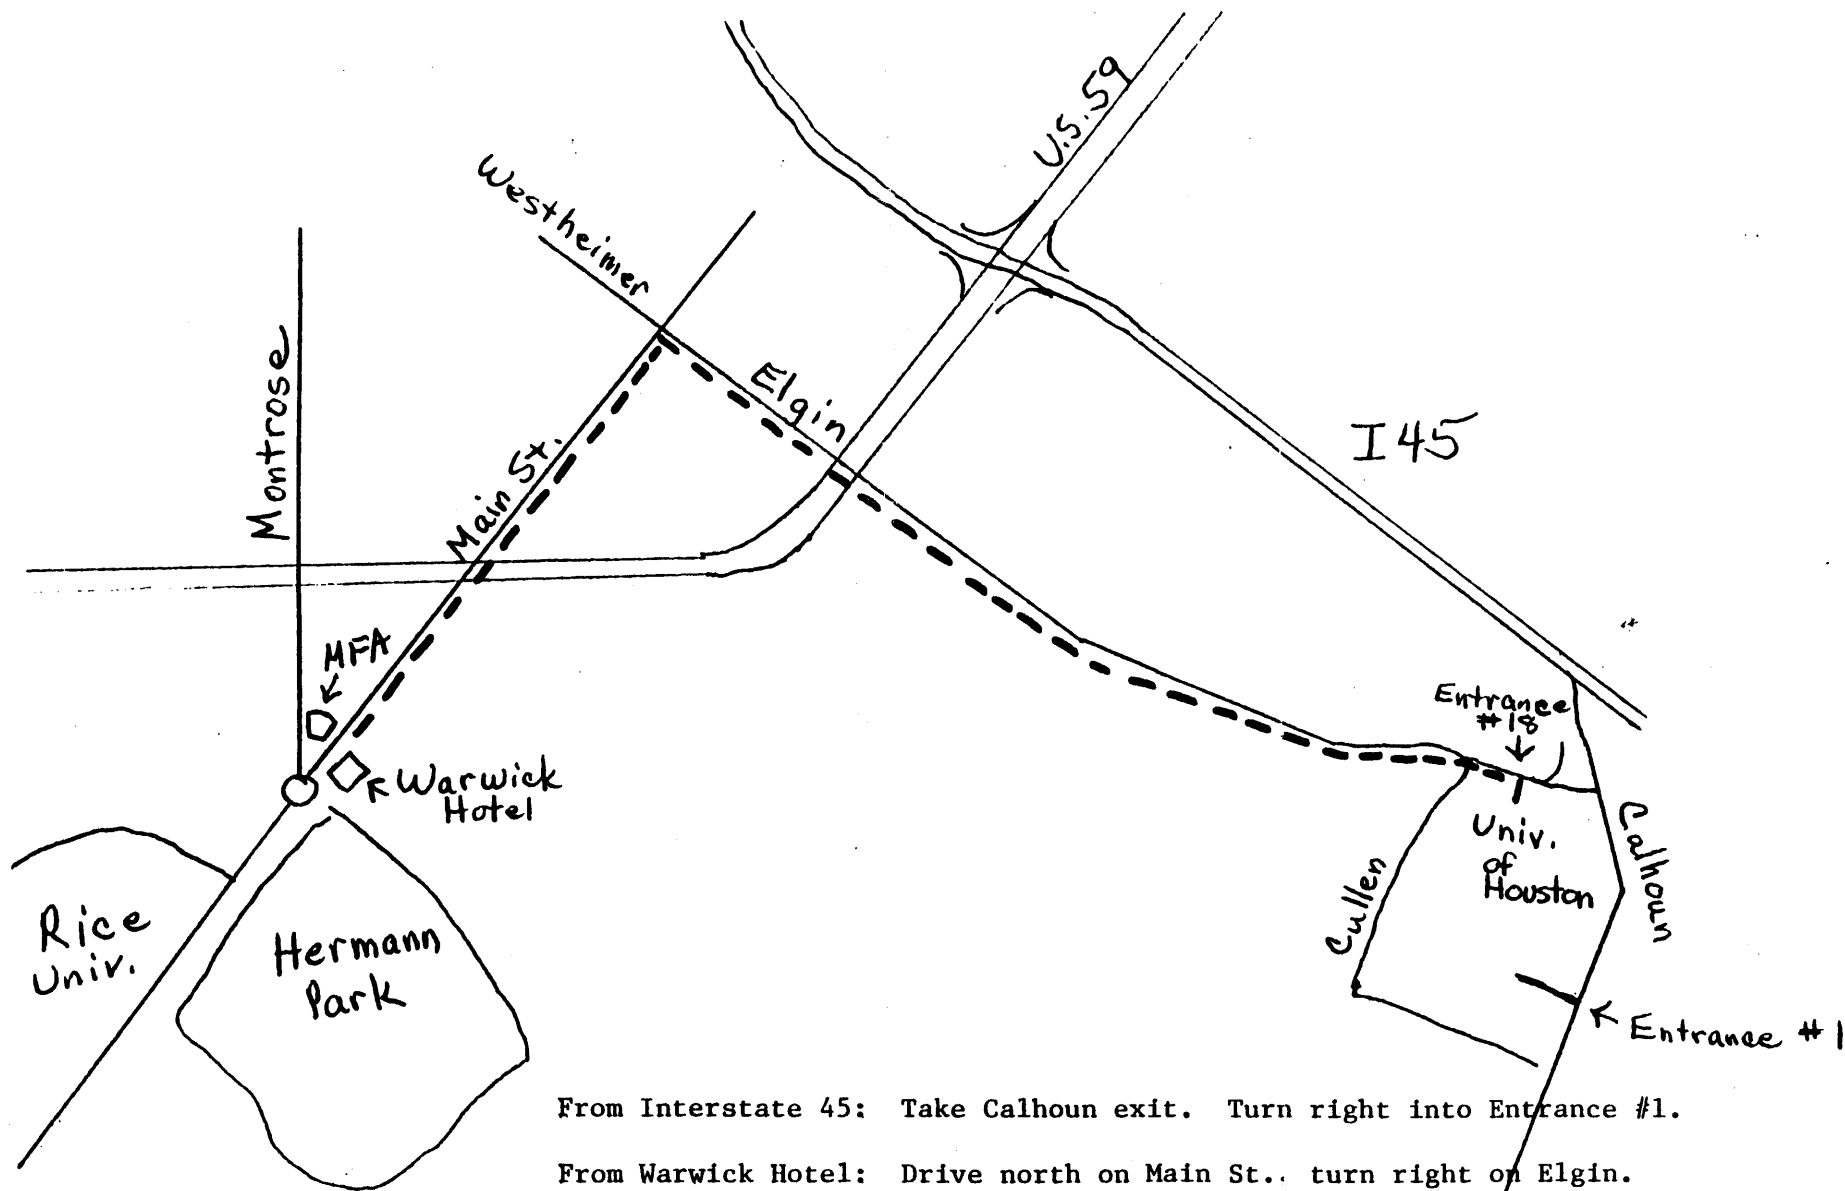 U.S. 59
Westheimer
Montrose
Elgin
I 45
Main St.
MFA
Entrance
#18
Warwick
Hotel
Univ.
of
Houston
Calhoun
Cullen
Rice
Univ.
Hermann
Park
Entrance #1
From Interstate 45: Take Calhoun exit. Turn right into Entrance #1.
From Warwick Hotel: Drive north on Main St.. turn right on Elgin.